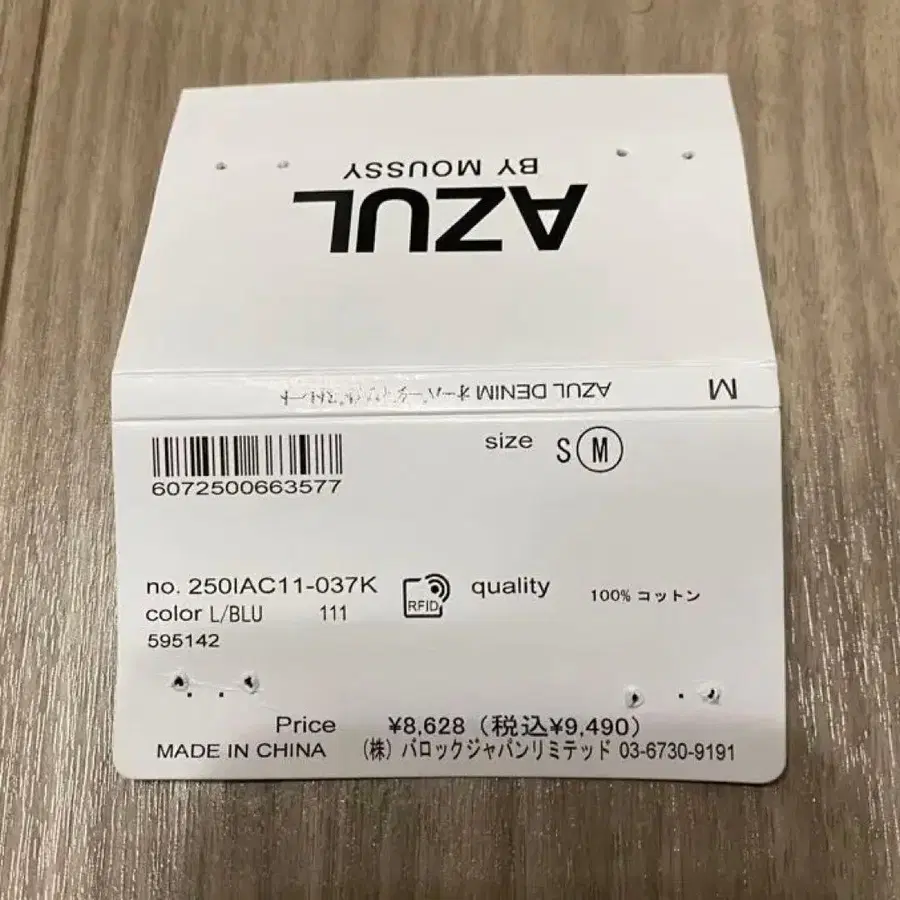 AZUL
BY MOUSSY
M AZUL DENIM
6072500663577
size S M
no. 250IAC11-037K
RFID
quality 100% コットン
color L/BLU 111
595142
Price ¥8,628（税込¥9,490）
MADE IN CHINA （株）バロックジャパンリミテッド 03-6730-9191